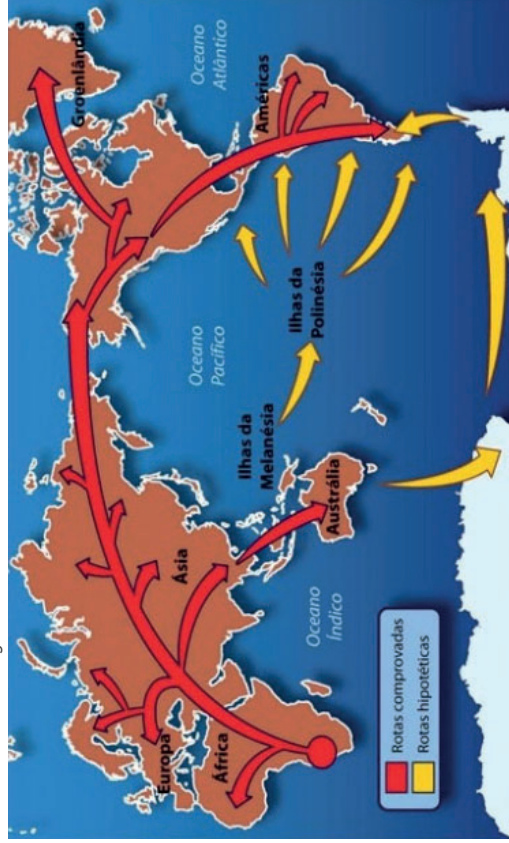 Groenlândia
Oceano
Atlântico
Américas
Oceano
Pacífico
Ilhas da
Polinésia
Ilhas da
Melanésia
Austrália
Ásia
Oceano
Índico
Europa
África
Rotas comprovadas
Rotas hipotéticas